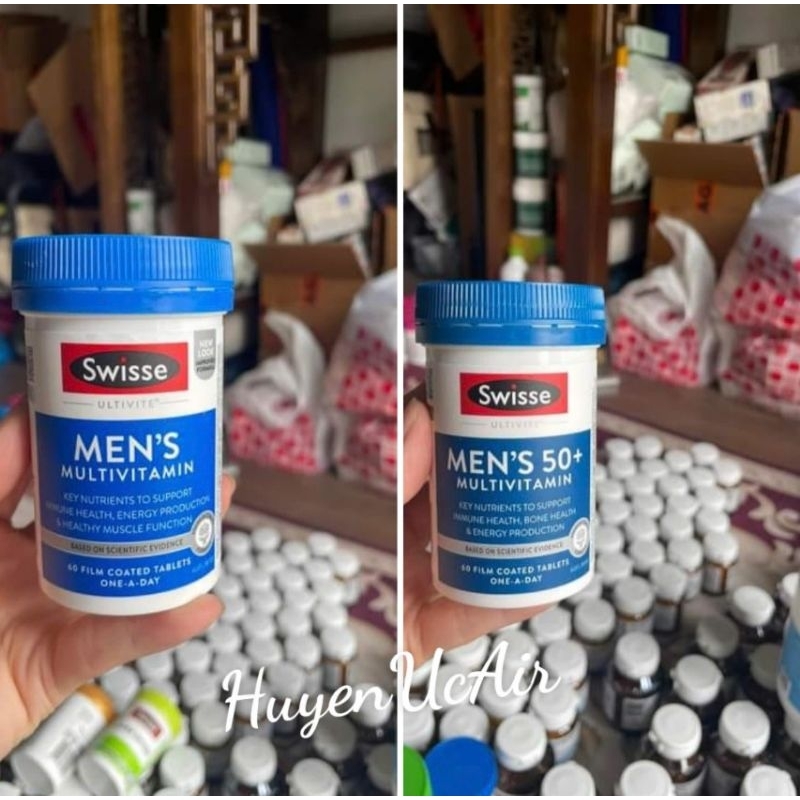 NEW
LOOK
Swisse
ULTIVITE
MEN'S
MULTIVITAMIN
KEY NUTRIENTS TO SUPPORT
IMMUNE HEALTH, ENERGY PRODUCTION
& HEALTHY MUSCLE FUNCTION
BASED ON SCIENTIFIC EVIDENCE
60 FILM COATED TABLETS
ONE-A-DAY
Swisse
ULTIVITE
MEN'S 50+
MULTIVITAMIN
KEY NUTRIENTS TO SUPPORT
IMMUNE HEALTH, BONE HEALTH
& ENERGY PRODUCTION
BASED ON SCIENTIFIC EVIDENCE
60 FILM COATED TABLETS
ONE-A-DAY
HuyenUcAir